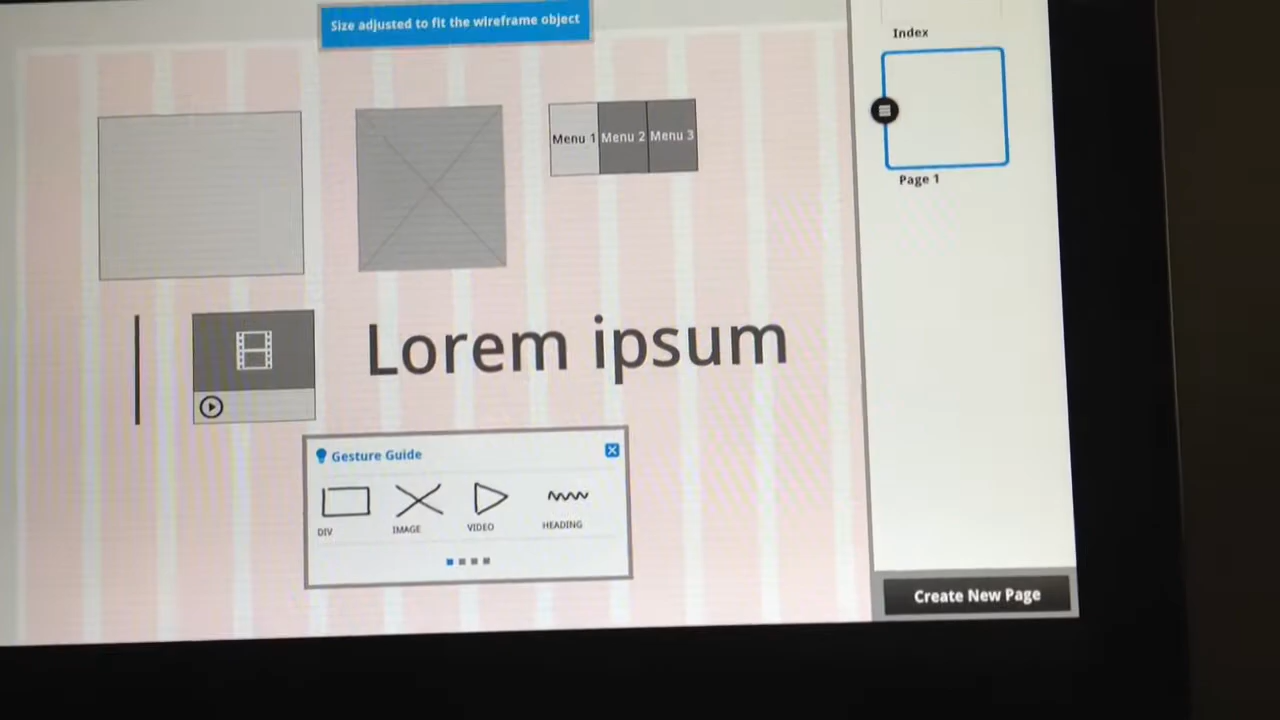 Size adjusted to fit the wireframe object
Index
Menu 1 Menu 2 Menu 3
Page 1
Lorem ipsum
Gesture Guide
DIV IMAGE VIDEO HEADING
Create New Page